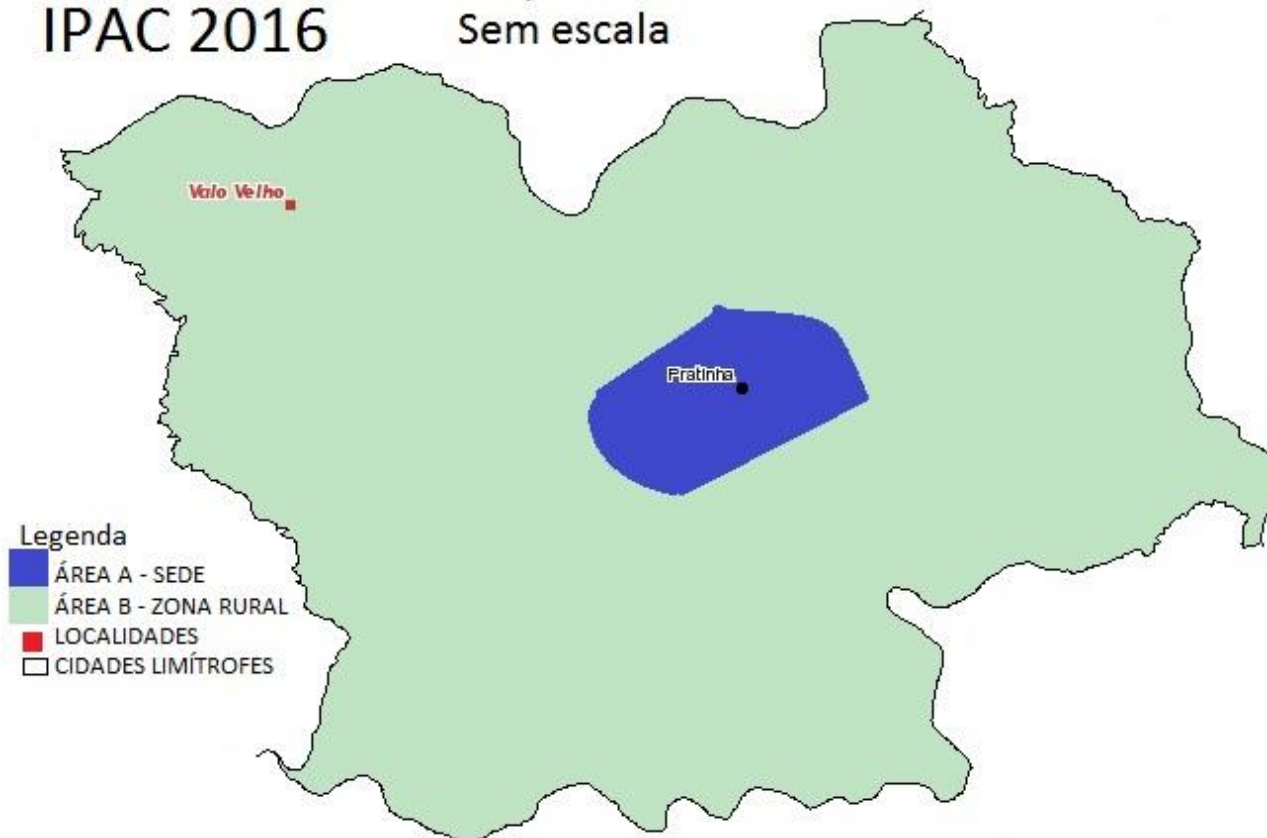 IPAC 2016
Sem escala
Valo Velho
Pratinha
Legenda
ÁREA A - SEDE
ÁREA B - ZONA RURAL
LOCALIDADES
CIDADES LIMÍTROFES